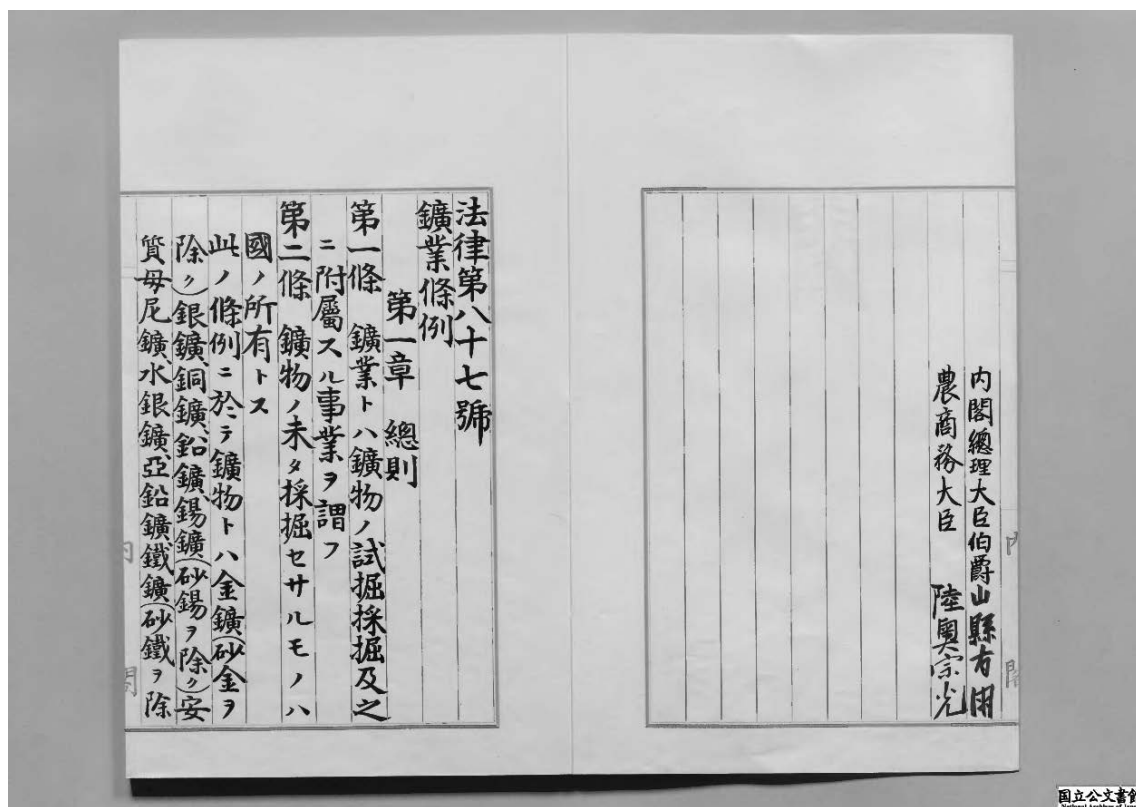 内閣總理大臣伯爵山縣有朋
農商務大臣 陸奥宗光
法律第八十七號
鑛業條例
第一章 總則
第一條 鑛業トハ鑛物ノ試掘採掘及之
ニ附屬スル事業ヲ謂フ
第二條 鑛物ノ未タ採掘セサルモノハ
國ノ所有トス
此ノ條例ニ於テ鑛物トハ金鑛(砂金ヲ
除ク)銀鑛、銅鑛、鉛鑛、錫鑛(砂錫ヲ除ク)安
質母尼鑛、水銀鑛、亞鉛鑛、鐵鑛(砂鐵ヲ除
内閣
国立公文書館